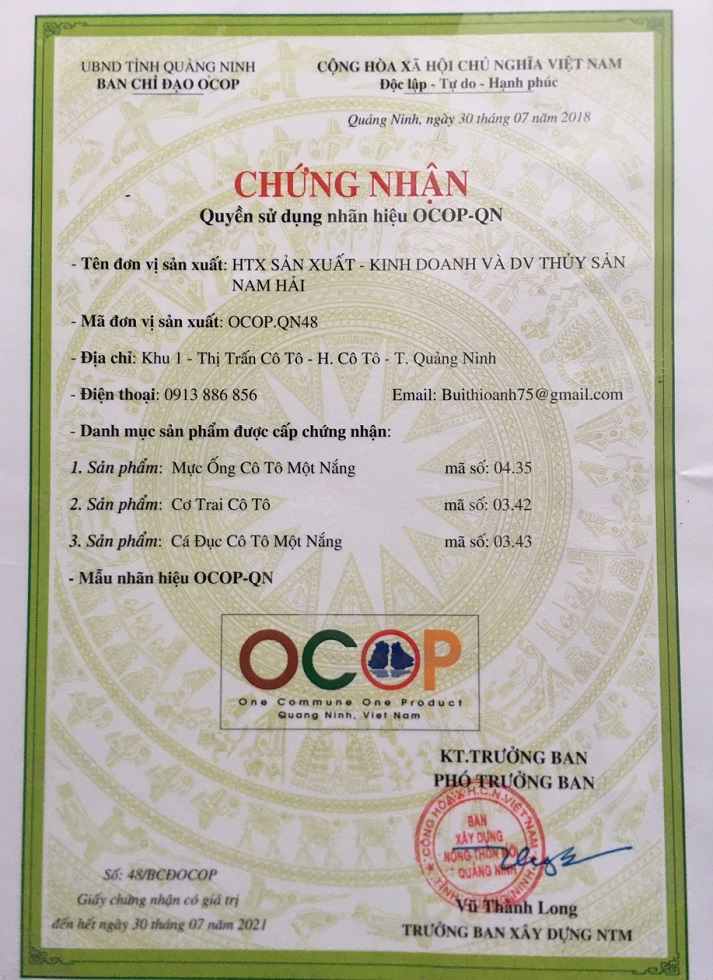 UBND TỈNH QUẢNG NINH
BAN CHỈ ĐẠO OCOP
CỘNG HÒA XÃ HỘI CHỦ NGHĨA VIỆT NAM
Độc lập - Tự do - Hạnh phúc
Quảng Ninh, ngày 30 tháng 07 năm 2018
CHỨNG NHẬN
Quyền sử dụng nhãn hiệu OCOP-QN
- Tên đơn vị sản xuất: HTX SẢN XUẤT - KINH DOANH VÀ DV THỦY SẢN
NAM HẢI
- Mã đơn vị sản xuất: OCOP.QN48
- Địa chỉ: Khu 1 - Thị Trấn Cô Tô - H. Cô Tô - T. Quảng Ninh
- Điện thoại: 0913 886 856 Email: Buithioanh75@gmail.com
- Danh mục sản phẩm được cấp chứng nhận:
1. Sản phẩm: Mực Ống Cô Tô Một Nắng mã số: 04.35
2. Sản phẩm: Cơ Trai Cô Tô mã số: 03.42
3. Sản phẩm: Cá Đục Cô Tô Một Nắng mã số: 03.43
- Mẫu nhãn hiệu OCOP-QN
OCOP
One Commune One Product
Quang Ninh, Viet Nam
KT.TRƯỞNG BAN
PHÓ TRƯỞNG BAN
BAN
XÂY DỰNG
NÔNG THÔN MỚI
QUẢNG NINH
Vũ Thành Long
TRƯỞNG BAN XÂY DỰNG NTM
Số: 48/BCĐOCOP
Giấy chứng nhận có giá trị
đến hết ngày 30 tháng 07 năm 2021